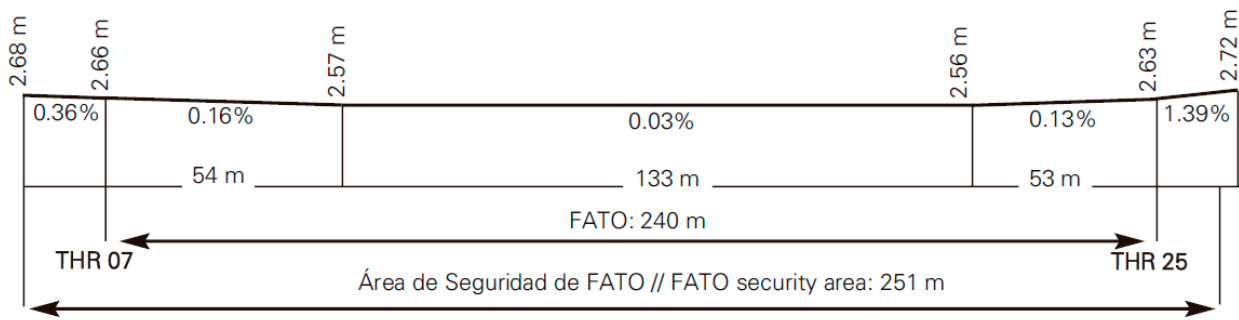 2.68 m
2.66 m
2.57 m
2.56 m
2.63 m
2.72 m
0.36%
0.16%
0.03%
0.13%
1.39%
54 m
133 m
53 m
FATO: 240 m
THR 07
THR 25
Área de Seguridad de FATO // FATO security area: 251 m